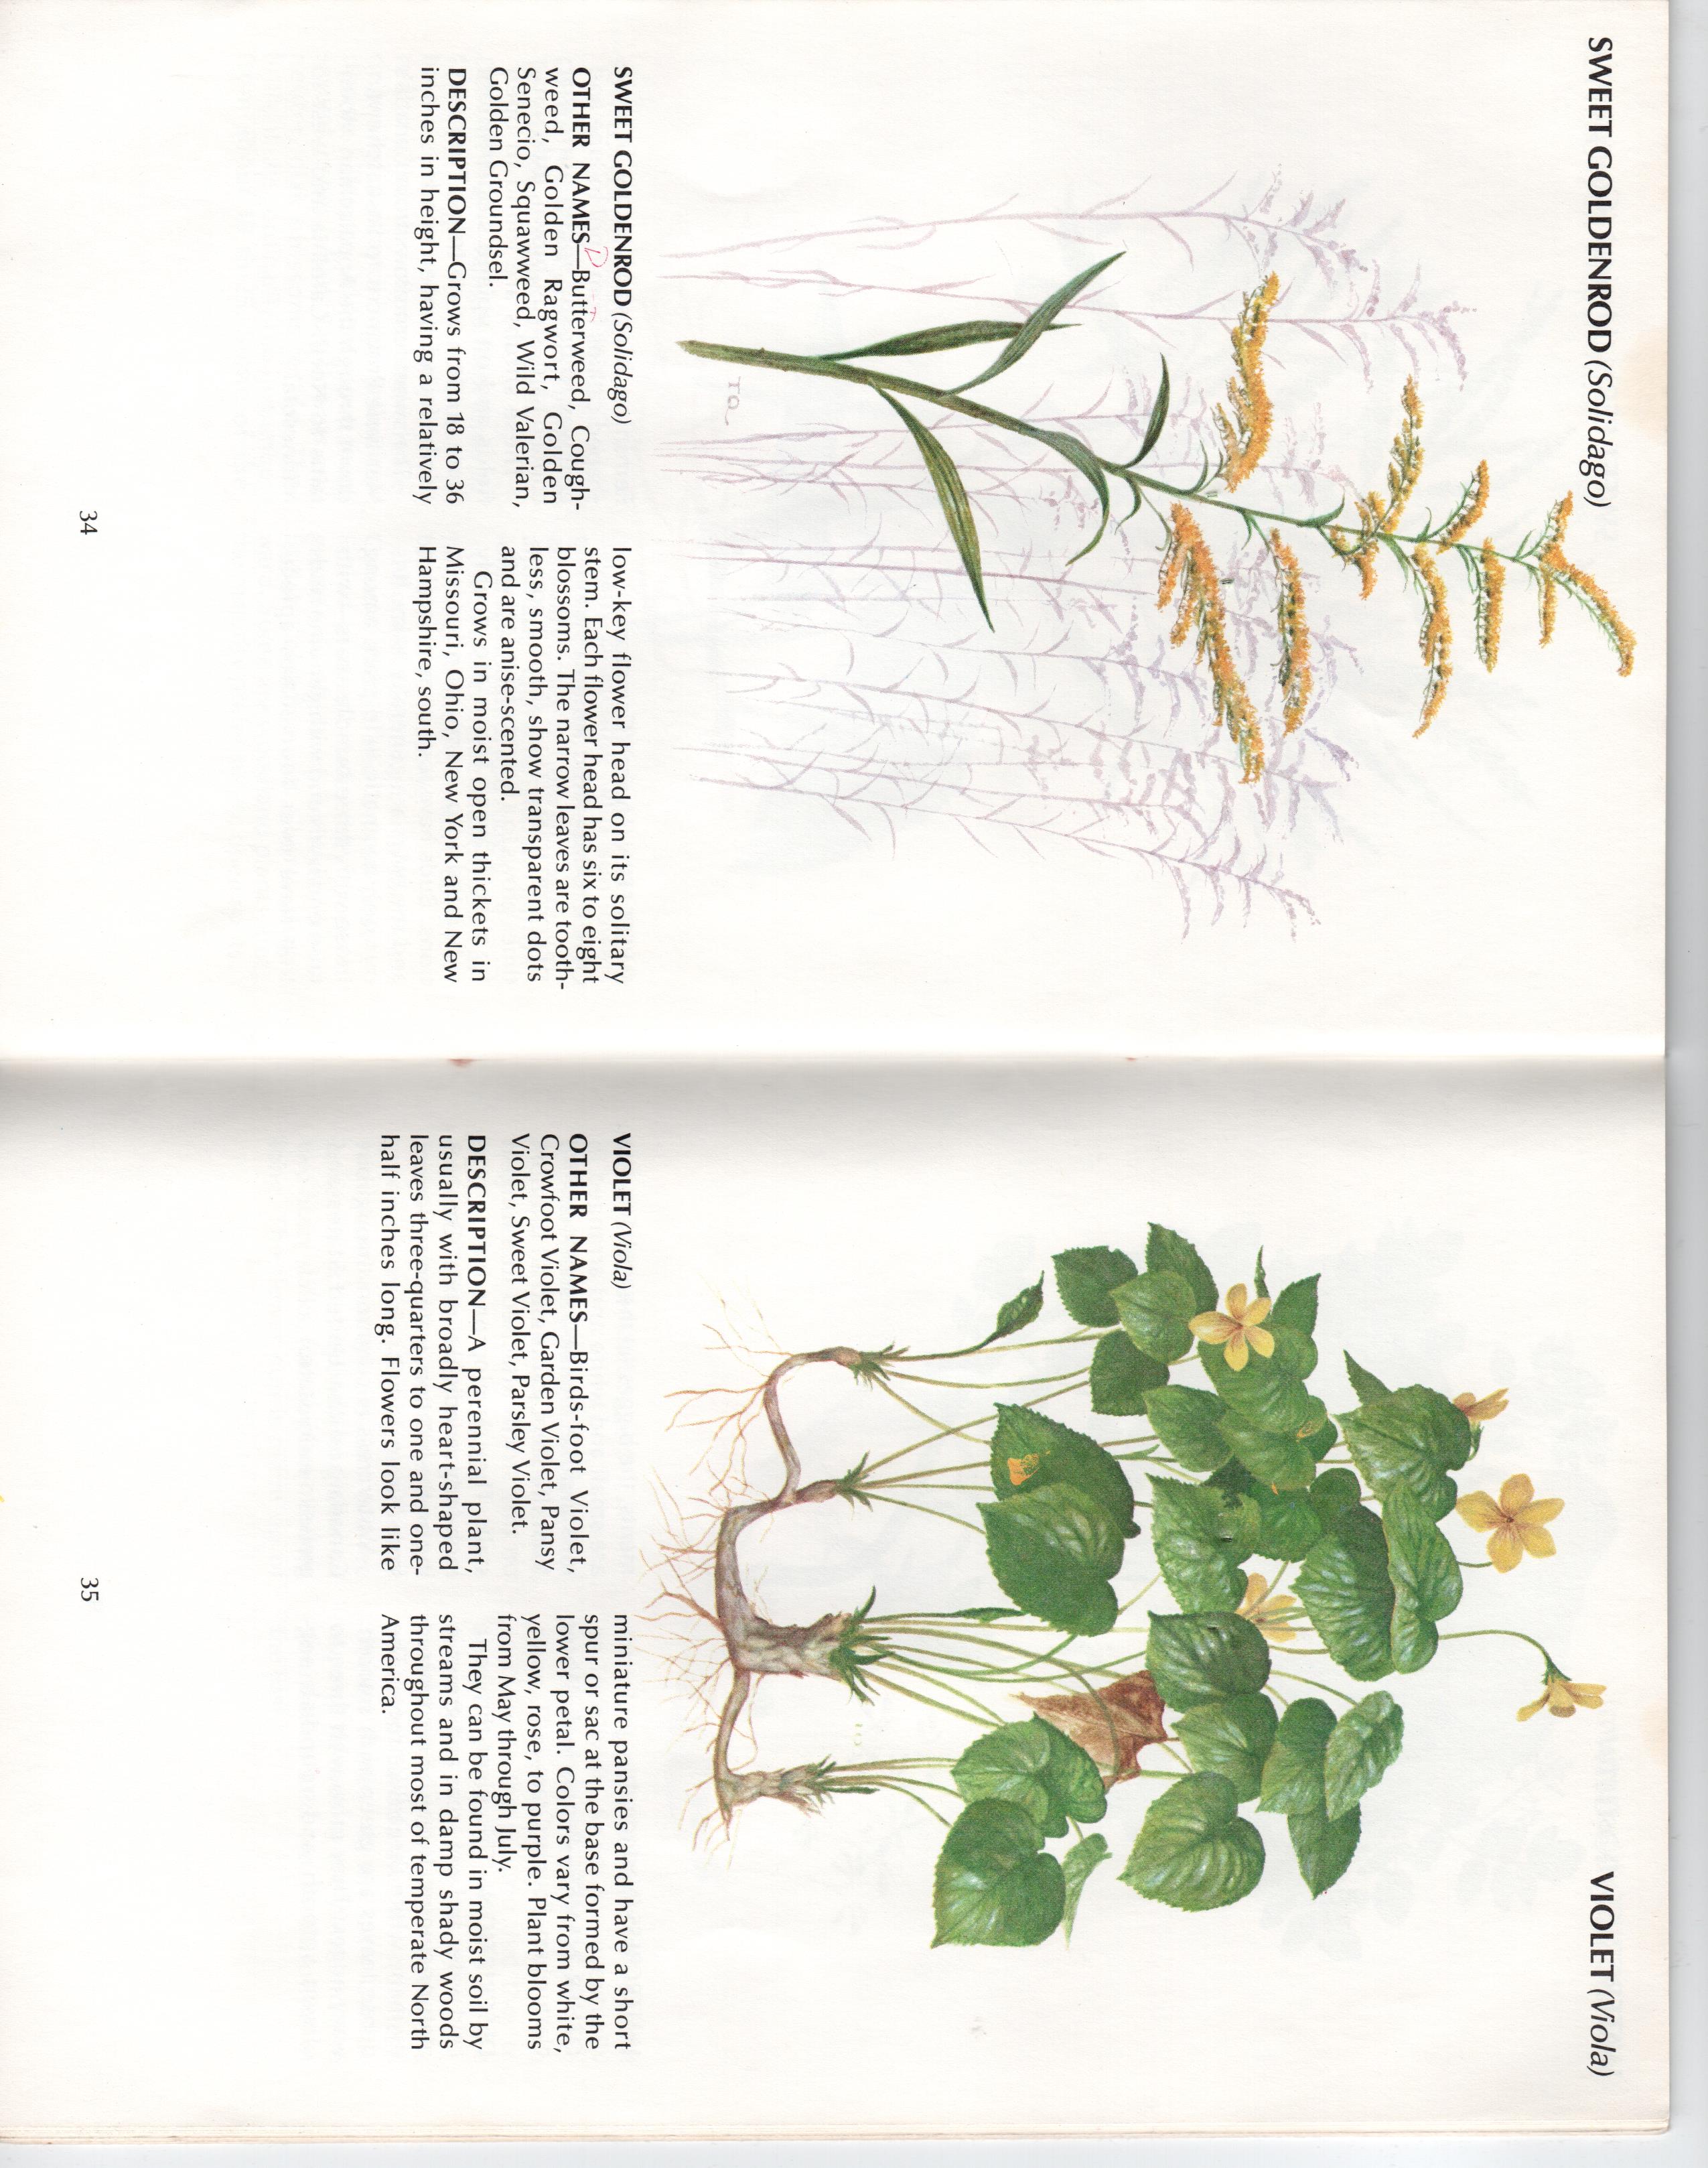 SWEET GOLDENROD (Solidago)
TQ
SWEET GOLDENROD (Solidago)
D
OTHER NAMES—Butterweed, Cough-
weed, Golden Ragwort, Golden
Senecio, Squawweed, Wild Valerian,
Golden Groundsel.
DESCRIPTION—Grows from 18 to 36
inches in height, having a relatively
low-key flower head on its solitary
stem. Each flower head has six to eight
blossoms. The narrow leaves are tooth-
less, smooth, show transparent dots
and are anise-scented.
Grows in moist open thickets in
Missouri, Ohio, New York and New
Hampshire, south.
34
VIOLET (Viola)
VIOLET (Viola)
OTHER NAMES—Birds-foot Violet,
Crowfoot Violet, Garden Violet, Pansy
Violet, Sweet Violet, Parsley Violet.
DESCRIPTION—A perennial plant,
usually with broadly heart-shaped
leaves three-quarters to one and one-
half inches long. Flowers look like
miniature pansies and have a short
spur or sac at the base formed by the
lower petal. Colors vary from white,
yellow, rose, to purple. Plant blooms
from May through July.
They can be found in moist soil by
streams and in damp shady woods
throughout most of temperate North
America.
35